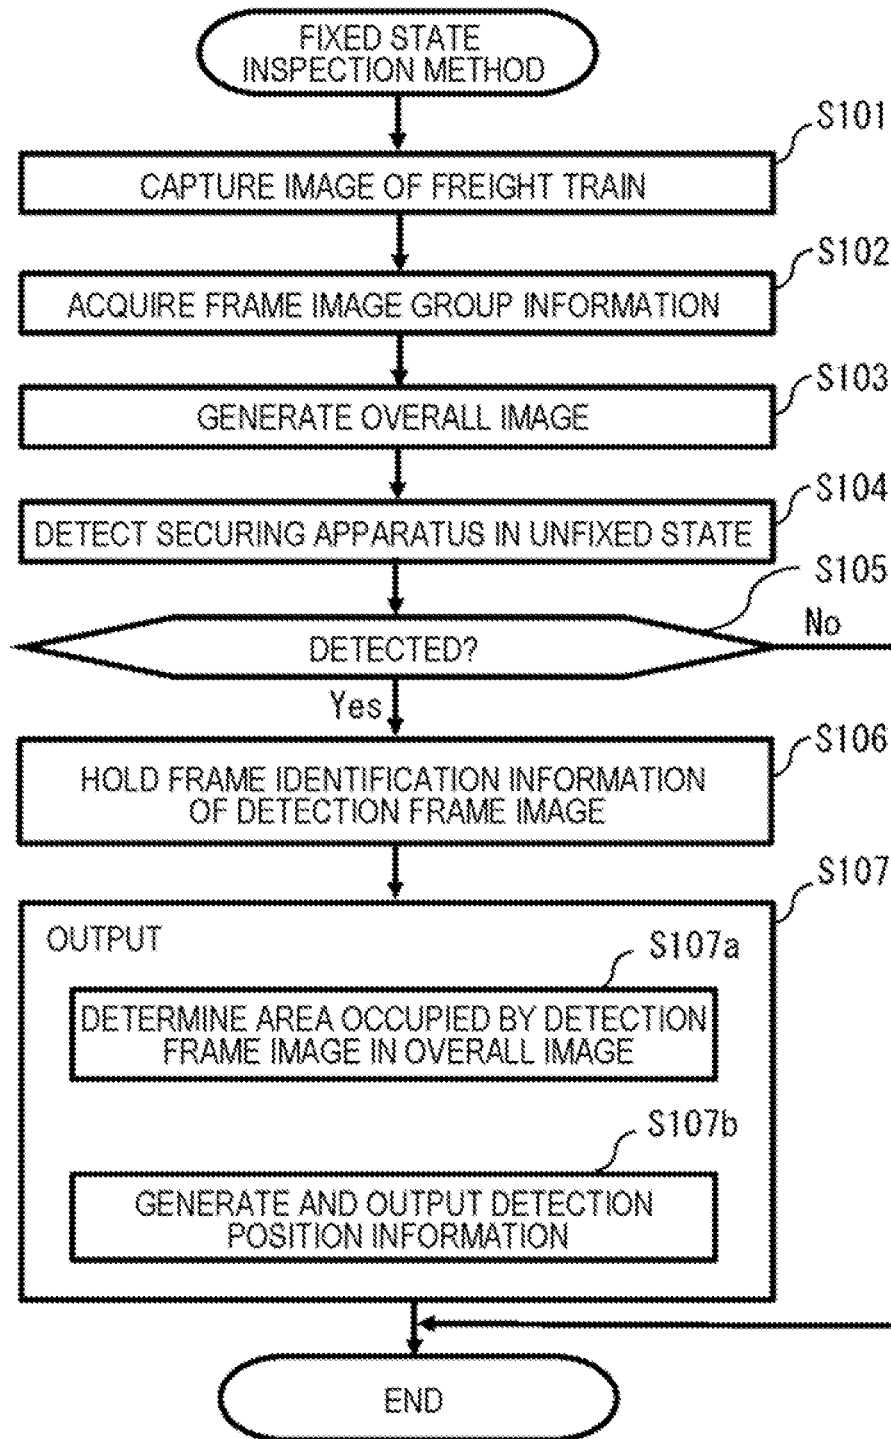 FIXED STATE
INSPECTION METHOD
S101
CAPTURE IMAGE OF FREIGHT TRAIN
S102
ACQUIRE FRAME IMAGE GROUP INFORMATION
S103
GENERATE OVERALL IMAGE
S104
DETECT SECURING APPARATUS IN UNFIXED STATE
S105
DETECTED?
No
Yes
S106
HOLD FRAME IDENTIFICATION INFORMATION
OF DETECTION FRAME IMAGE
S107
OUTPUT
S107a
DETERMINE AREA OCCUPIED BY DETECTION
FRAME IMAGE IN OVERALL IMAGE
S107b
GENERATE AND OUTPUT DETECTION
POSITION INFORMATION
END